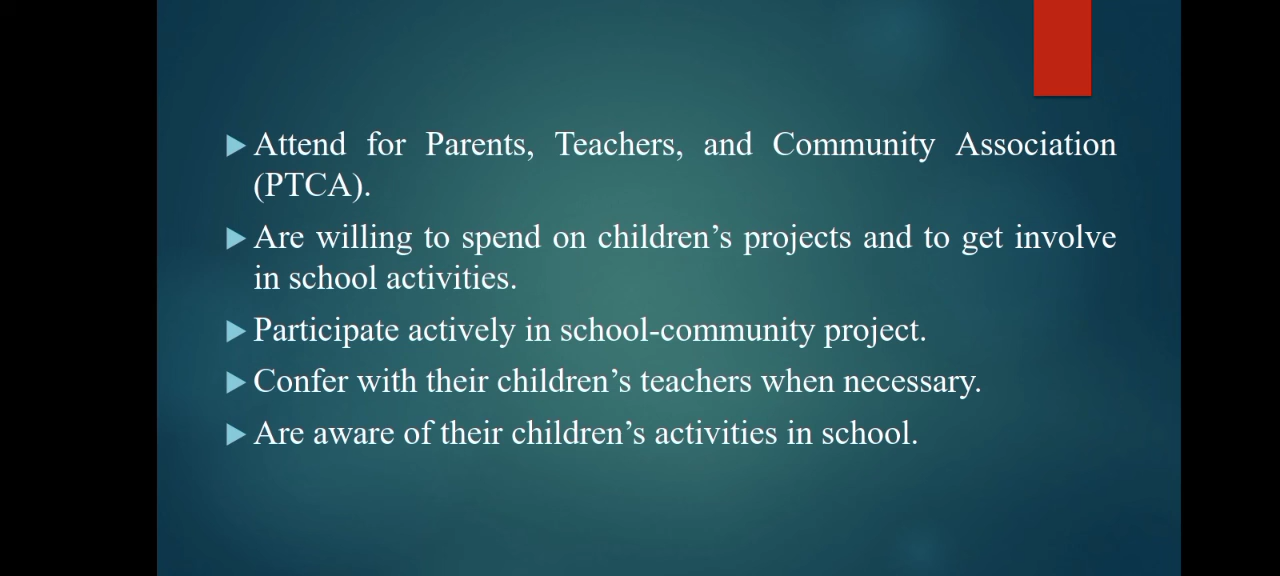 Attend for Parents, Teachers, and Community Association
(PTCA).
Are willing to spend on children’s projects and to get involve
in school activities.
Participate actively in school-community project.
Confer with their children’s teachers when necessary.
Are aware of their children’s activities in school.